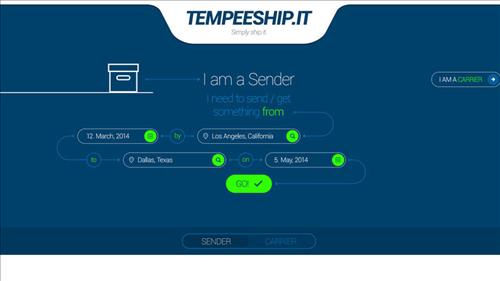 TEMPEESHIP.IT
Simply ship it.
I am a Sender
I AM A CARRIER
I need to send / get
something from
12. March, 2014 by Los Angeles, California
to Dallas, Texas on 5. May, 2014
GO!
SENDER CARRIER